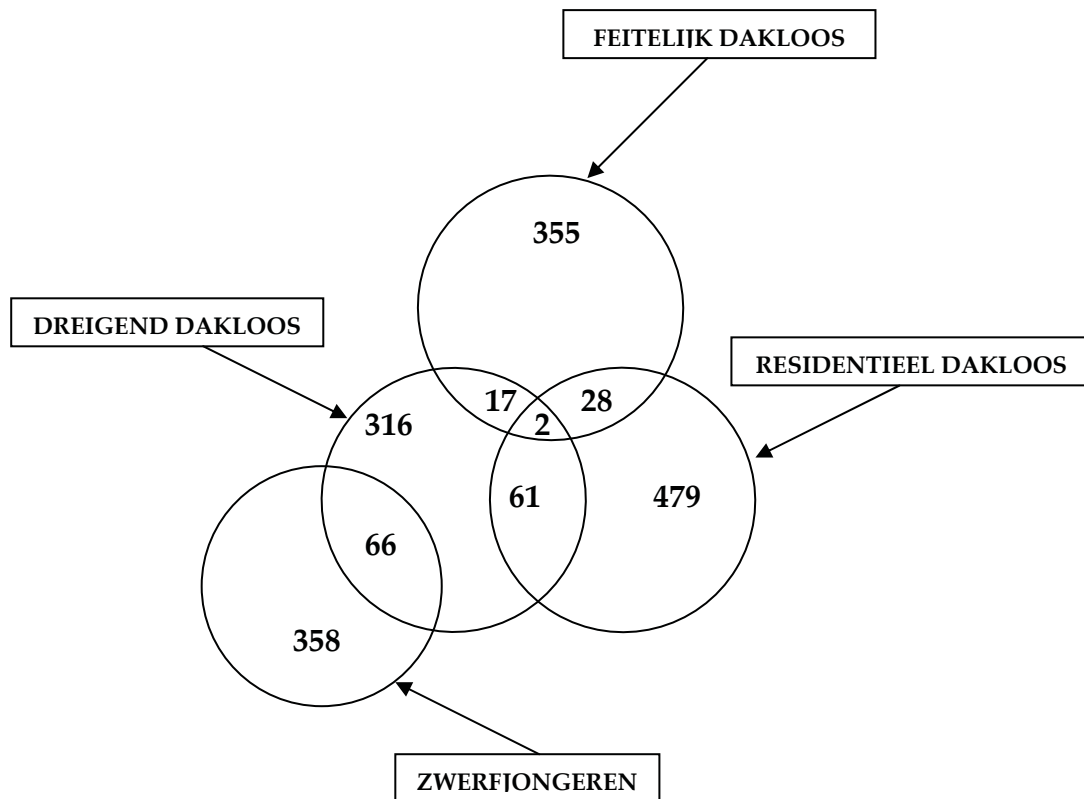 FEITELIJK DAKLOOS
355
DREIGEND DAKLOOS
RESIDENTIEEL DAKLOOS
17
28
316
2
61
479
66
358
ZWERFJONGEREN